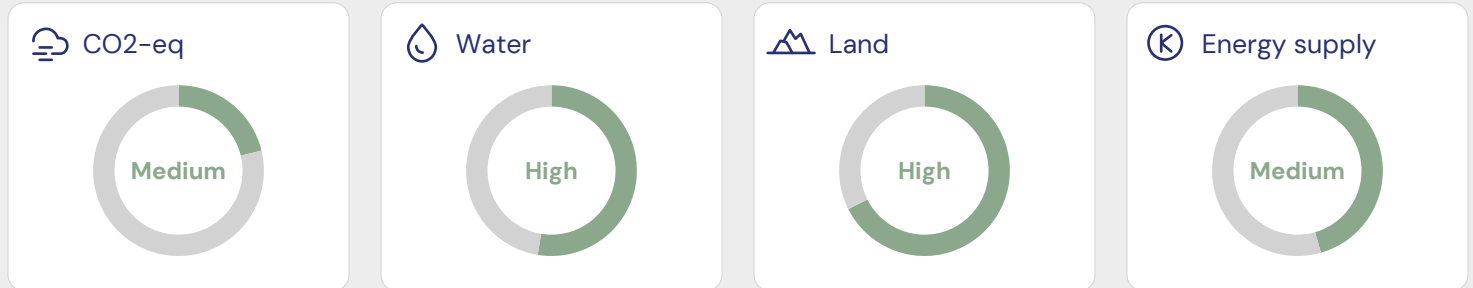 CO2-eq
Medium
Water
High
Land
High
Energy supply
Medium